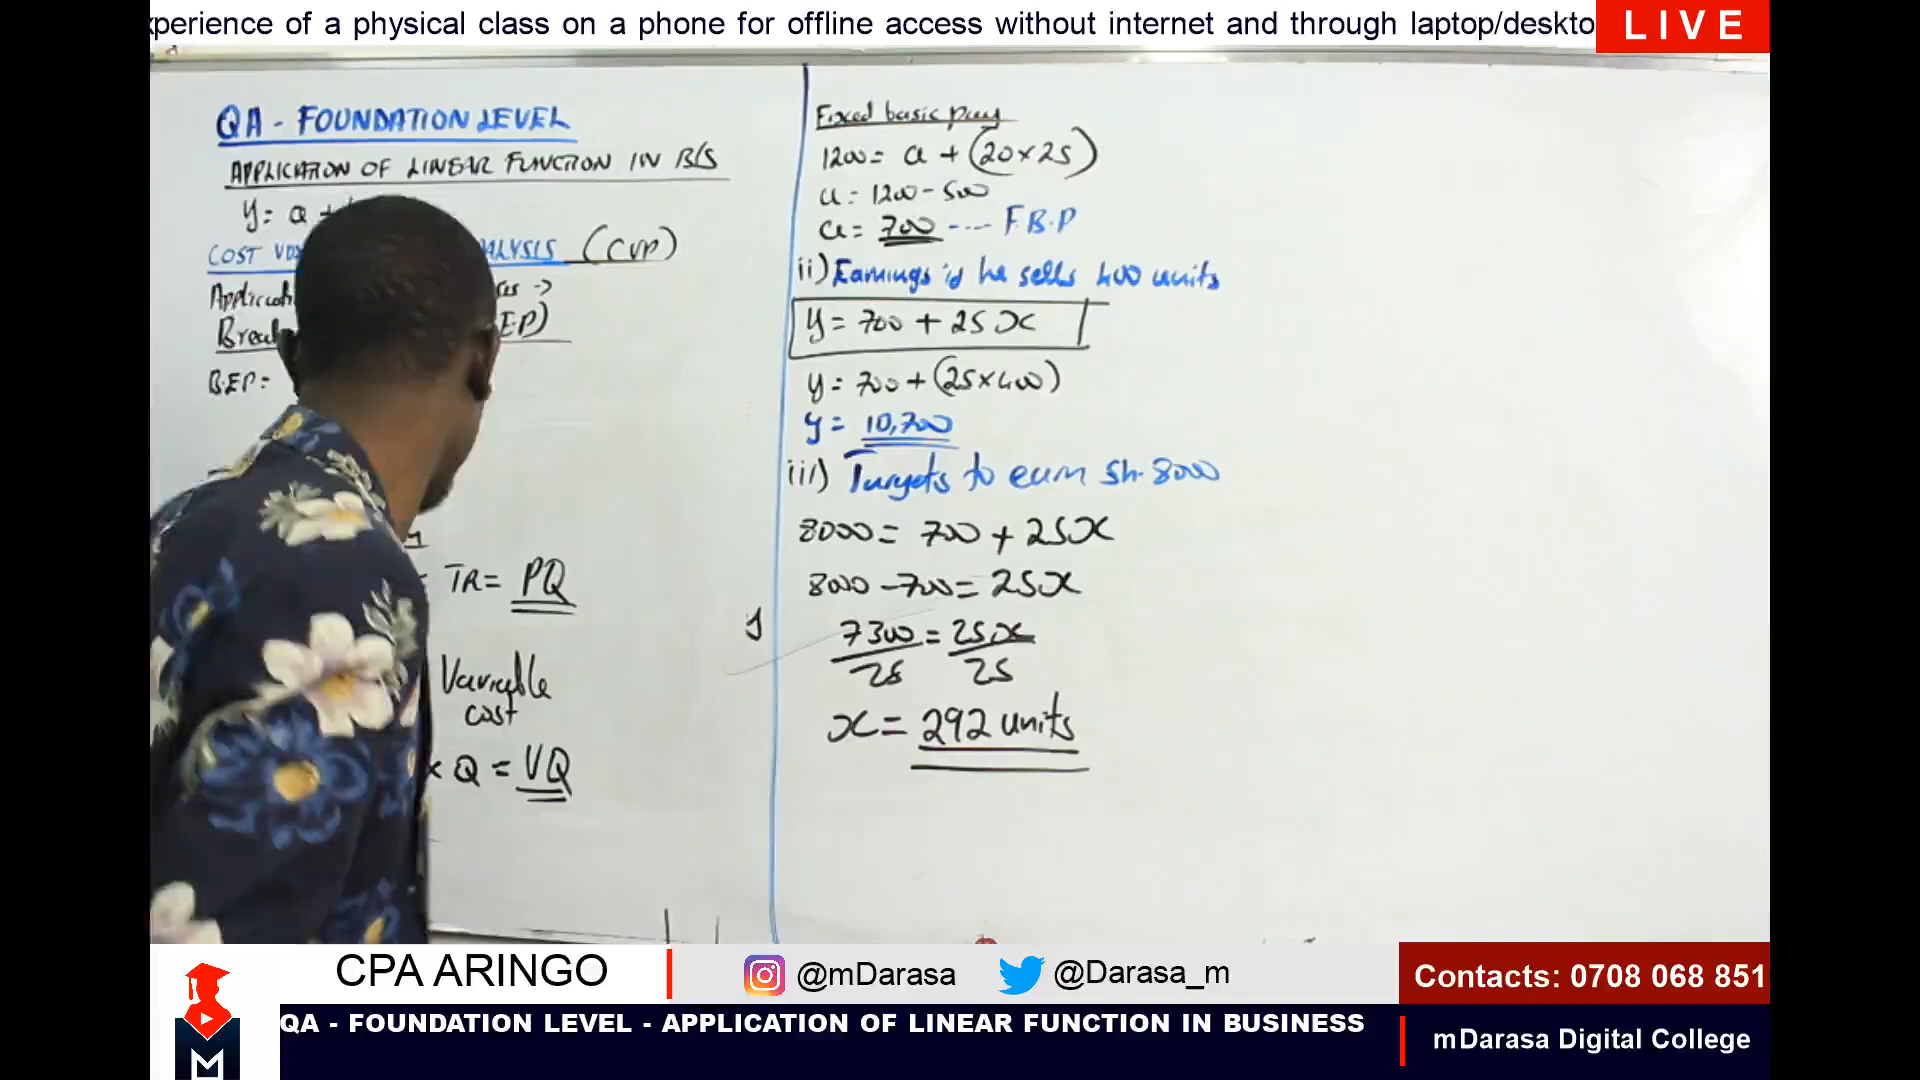 xperience of a physical class on a phone for offline access without internet and through laptop/deskto
LIVE
QA - FOUNDATION LEVEL
APPLICATION OF LINEAR FUNCTION IN B/S
y = a +
COST VO ALYSIS (CVP)
Applicati →
Break EP)
B.EP =
TR = PQ
Variable
cost
× Q = VQ
Fixed basic pay
1200 = a + (20×25)
a = 1200 - 500
a = 700 ---- F.B.P
ii) Earnings if he sells 400 units
y = 700 + 25x
y = 700 + (25×400)
y = 10,700
iii) Targets to earn sh. 8000
8000 = 700 + 25x
8000 - 700 = 25x
7300 = 25x
25 25
x = 292 units
CPA ARINGO
@mDarasa
@Darasa_m
Contacts: 0708 068 851
M
QA - FOUNDATION LEVEL - APPLICATION OF LINEAR FUNCTION IN BUSINESS
mDarasa Digital College